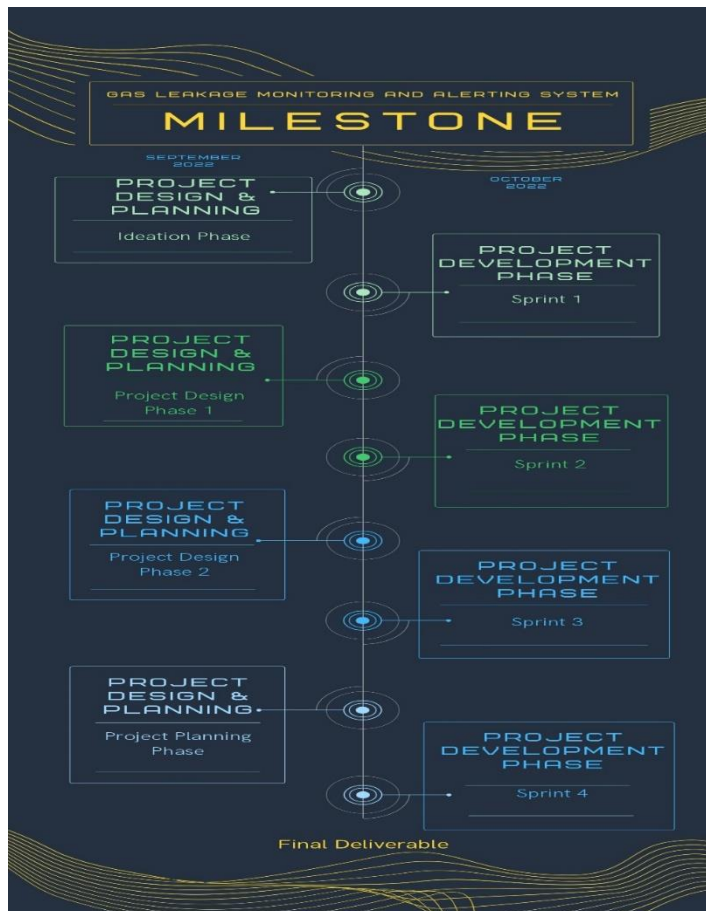 GAS LEAKAGE MONITORING AND ALERTING SYSTEM
MILESTONE
SEPTEMBER
2022
OCTOBER
2022
PROJECT
DESIGN &
PLANNING
Ideation Phase
PROJECT
DEVELOPMENT
PHASE
Sprint 1
PROJECT
DESIGN &
PLANNING
Project Design
Phase 1
PROJECT
DEVELOPMENT
PHASE
Sprint 2
PROJECT
DESIGN &
PLANNING
Project Design
Phase 2
PROJECT
DEVELOPMENT
PHASE
Sprint 3
PROJECT
DESIGN &
PLANNING
Project Planning
Phase
PROJECT
DEVELOPMENT
PHASE
Sprint 4
Final Deliverable